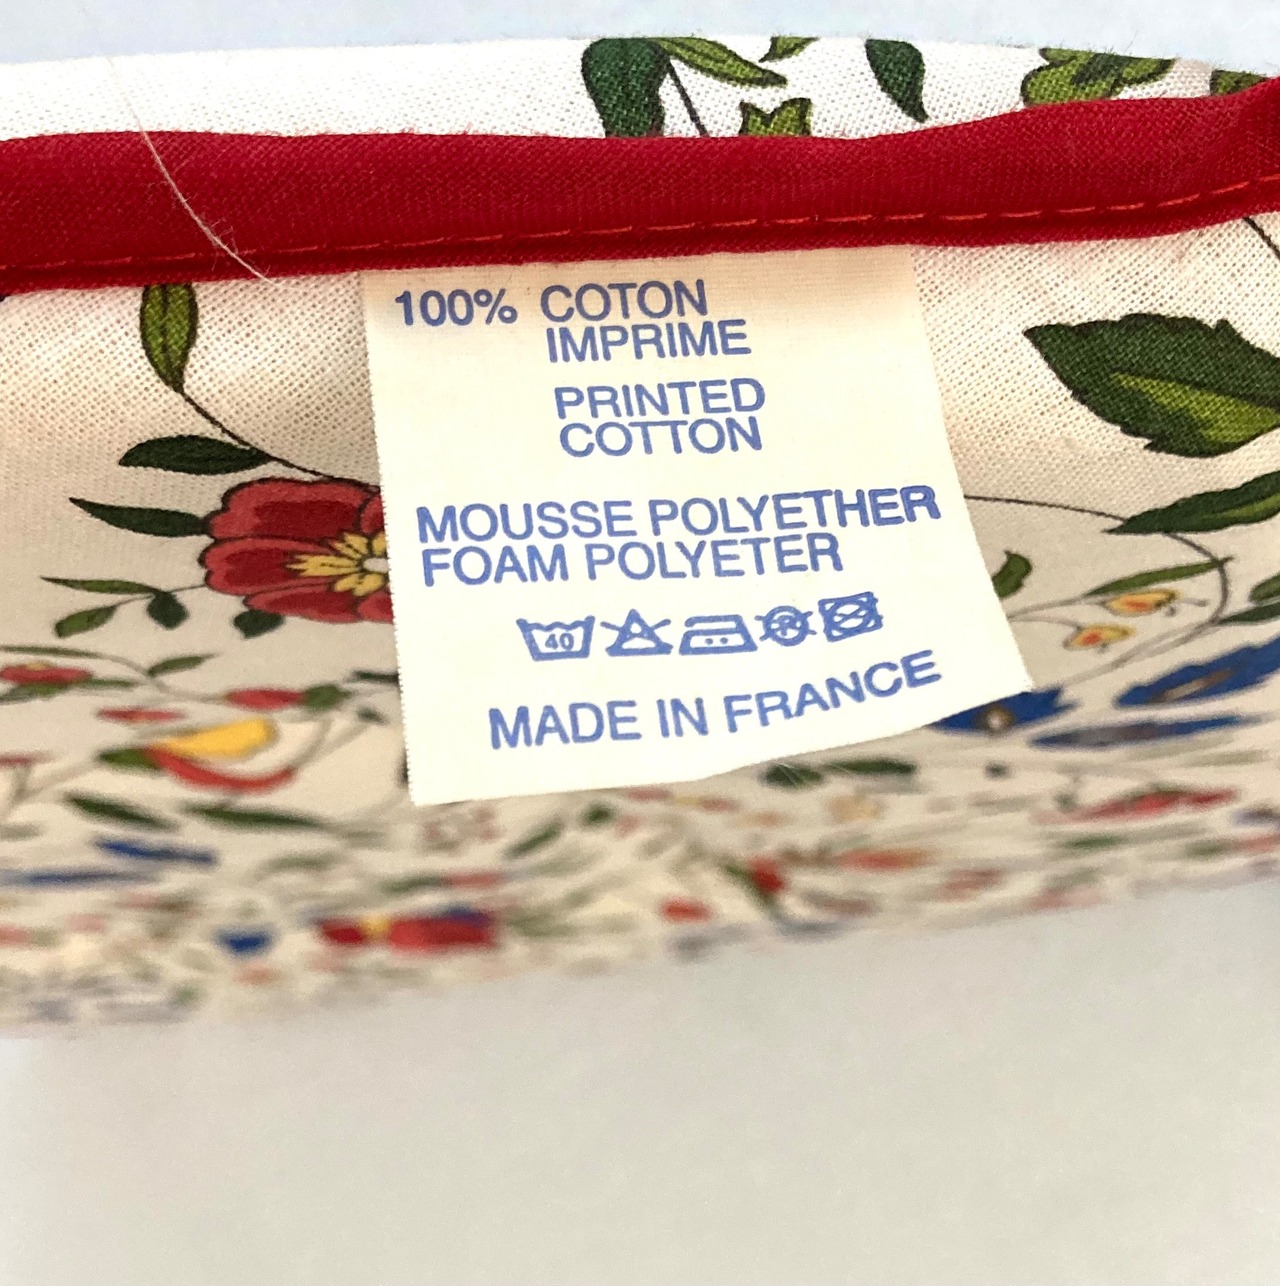 100% COTON
IMPRIME
PRINTED
COTTON
MOUSSE POLYETHER
FOAM POLYETER
40
MADE IN FRANCE